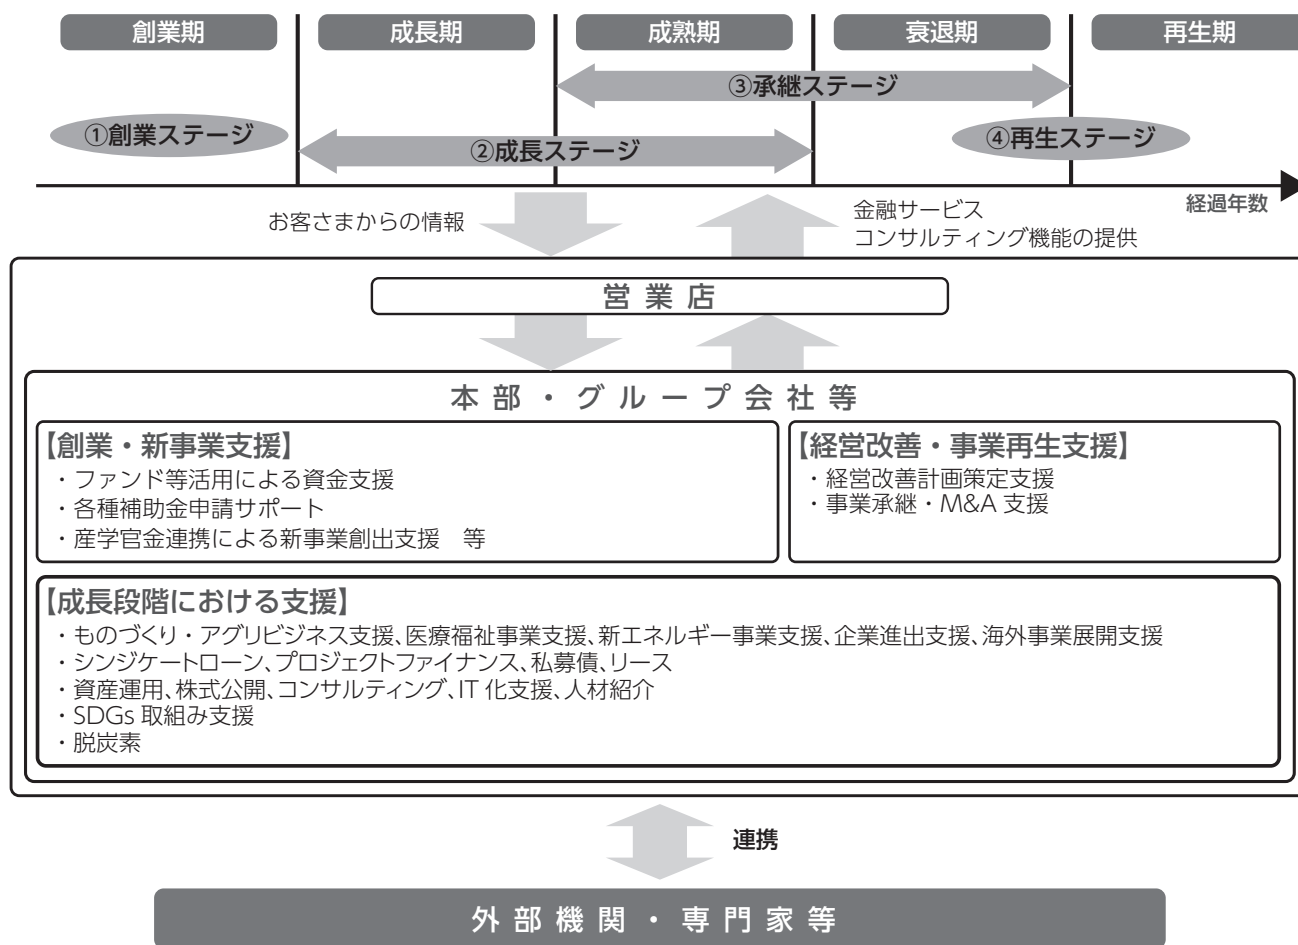 創業期 成長期 成熟期 衰退期 再生期
③承継ステージ
①創業ステージ ④再生ステージ
②成長ステージ
経過年数
お客さまからの情報
金融サービス
コンサルティング機能の提供
営業店
本部・グループ会社等
【創業・新事業支援】
・ファンド等活用による資金支援
・各種補助金申請サポート
・産学官金連携による新事業創出支援　等
【経営改善・事業再生支援】
・経営改善計画策定支援
・事業承継・M&A 支援
【成長段階における支援】
・ものづくり・アグリビジネス支援、医療福祉事業支援、新エネルギー事業支援、企業進出支援、海外事業展開支援
・シンジケートローン、プロジェクトファイナンス、私募債、リース
・資産運用、株式公開、コンサルティング、IT 化支援、人材紹介
・SDGs 取組み支援
・脱炭素
連携
外部機関・専門家等